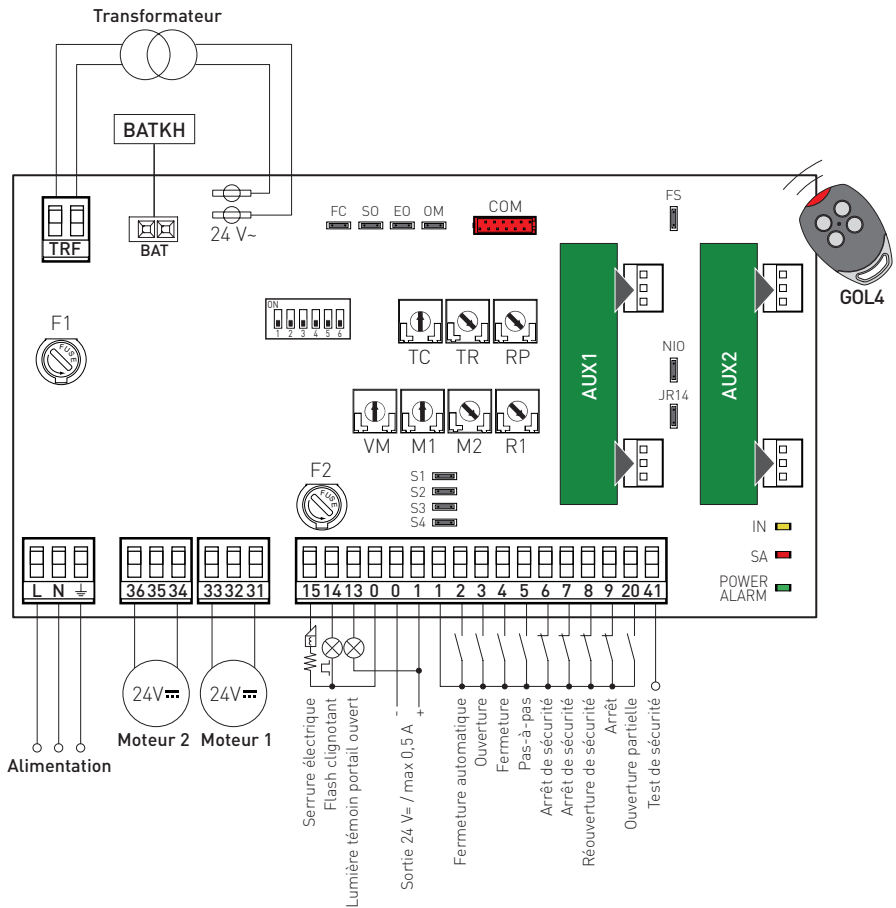 Transformateur
BATKH
TRF
BAT
24 V~
FC SO EO OM
COM
FS
GOL4
F1
FUSE
ON
1 2 3 4 5 6
TC TR RP
VM M1 M2 R1
AUX1
AUX2
NIO
JR14
F2
FUSE
S1
S2
S3
S4
IN
SA
POWER
ALARM
L N
36 35 34
33 32 31
15 14 13 0 0 1 1 2 3 4 5 6 7 8 9 20 41
24V
24V
Moteur 2
Moteur 1
Alimentation
Serrure électrique
Flash clignotant
Lumière témoin portail ouvert
- +
Sortie 24 V= / max 0,5 A
Fermeture automatique
Ouverture
Fermeture
Pas-à-pas
Arrêt de sécurité
Arrêt de sécurité
Réouverture de sécurité
Arrêt
Ouverture partielle
Test de sécurité